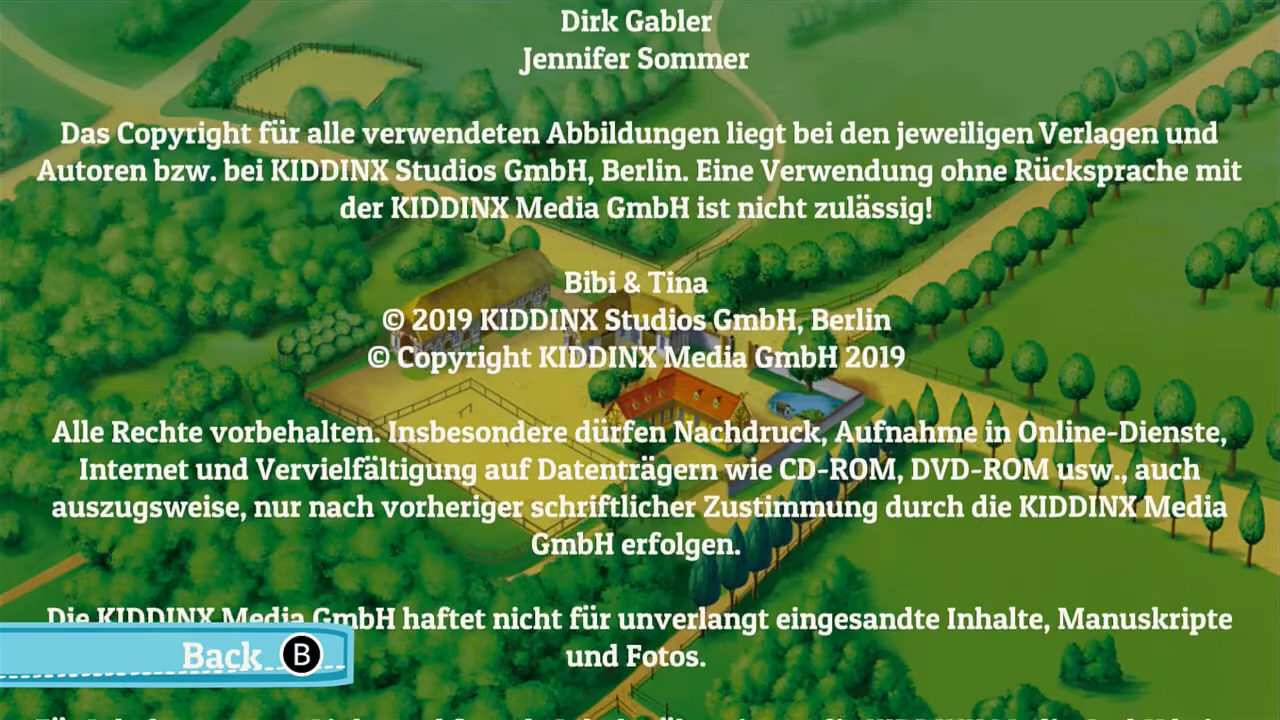 Dirk Gabler
Jennifer Sommer
Das Copyright für alle verwendeten Abbildungen liegt bei den jeweiligen Verlagen und
Autoren bzw. bei KIDDINX Studios GmbH, Berlin. Eine Verwendung ohne Rücksprache mit
der KIDDINX Media GmbH ist nicht zulässig!
Bibi & Tina
© 2019 KIDDINX Studios GmbH, Berlin
© Copyright KIDDINX Media GmbH 2019
Alle Rechte vorbehalten. Insbesondere dürfen Nachdruck, Aufnahme in Online-Dienste,
Internet und Vervielfältigung auf Datenträgern wie CD-ROM, DVD-ROM usw., auch
auszugsweise, nur nach vorheriger schriftlicher Zustimmung durch die KIDDINX Media
GmbH erfolgen.
Die KIDDINX Media GmbH haftet nicht für unverlangt eingesandte Inhalte, Manuskripte
und Fotos.
Back B